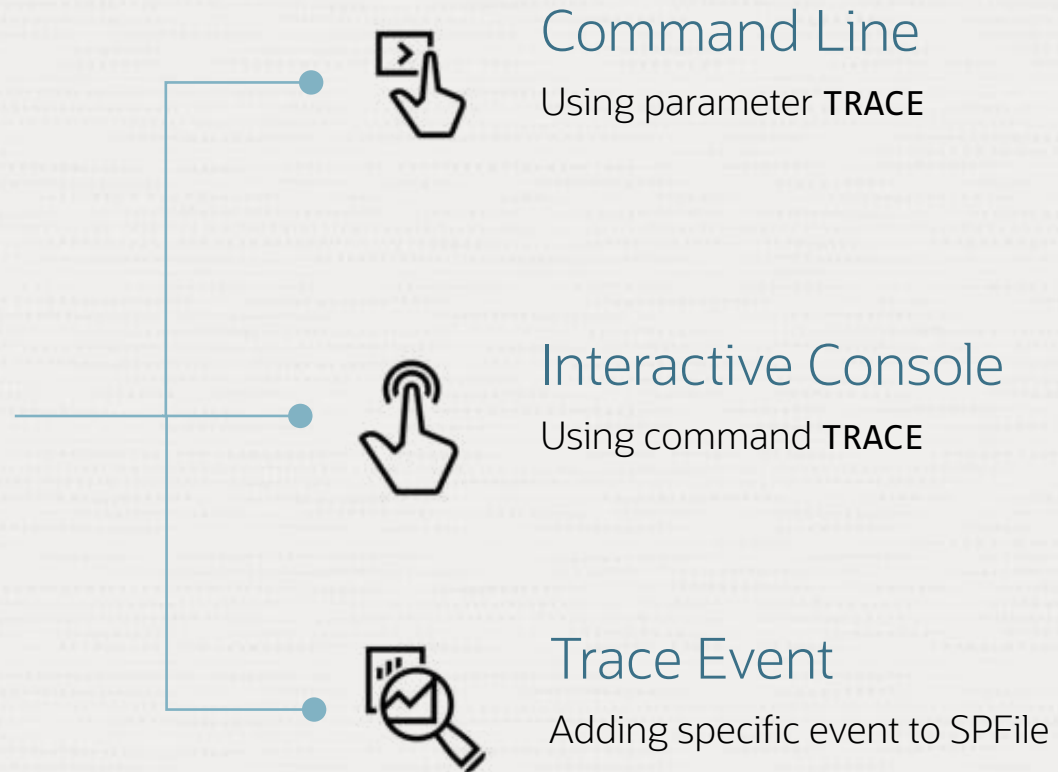 Command Line
Using parameter TRACE
Interactive Console
Using command TRACE
Trace Event
Adding specific event to SPFile